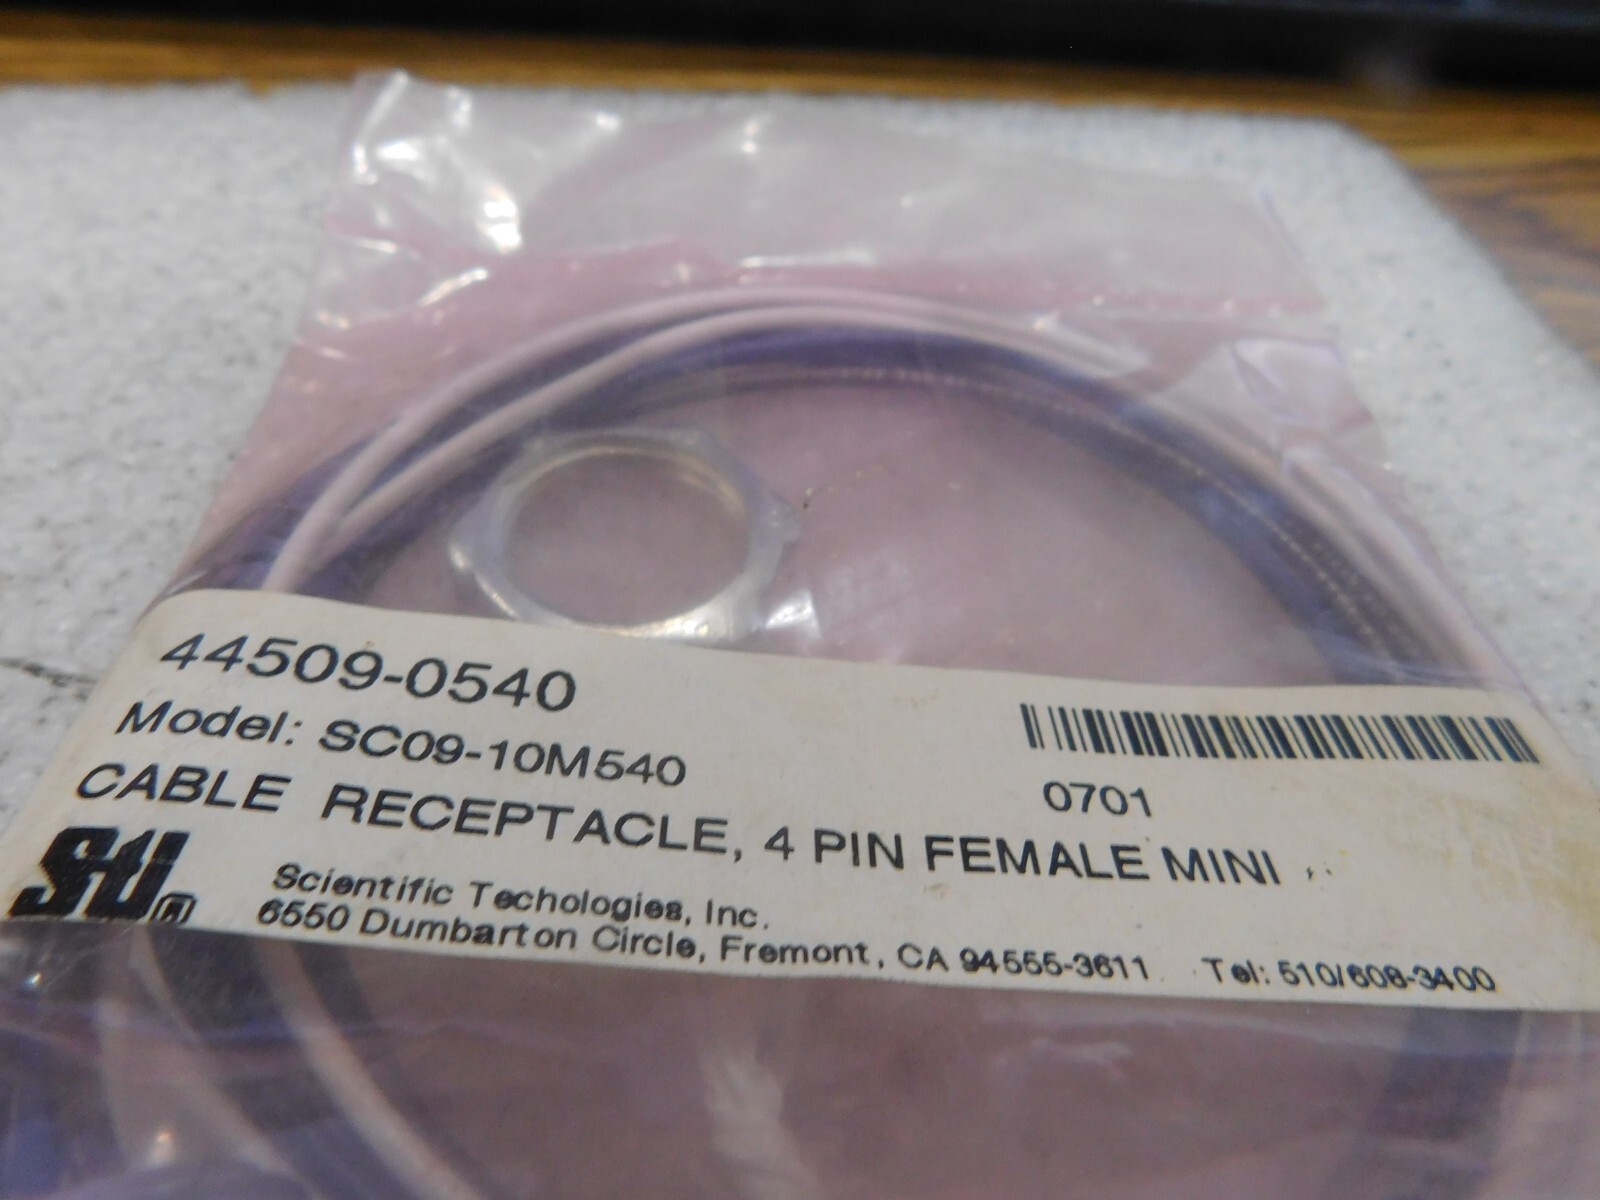 44509-0540
Model: SC09-10M540
0701
CABLE RECEPTACLE, 4 PIN FEMALE MINI
STI ®
Scientific Techologies, Inc.
6550 Dumbarton Circle, Fremont, CA 94555-3611 Tel: 510/608-3400